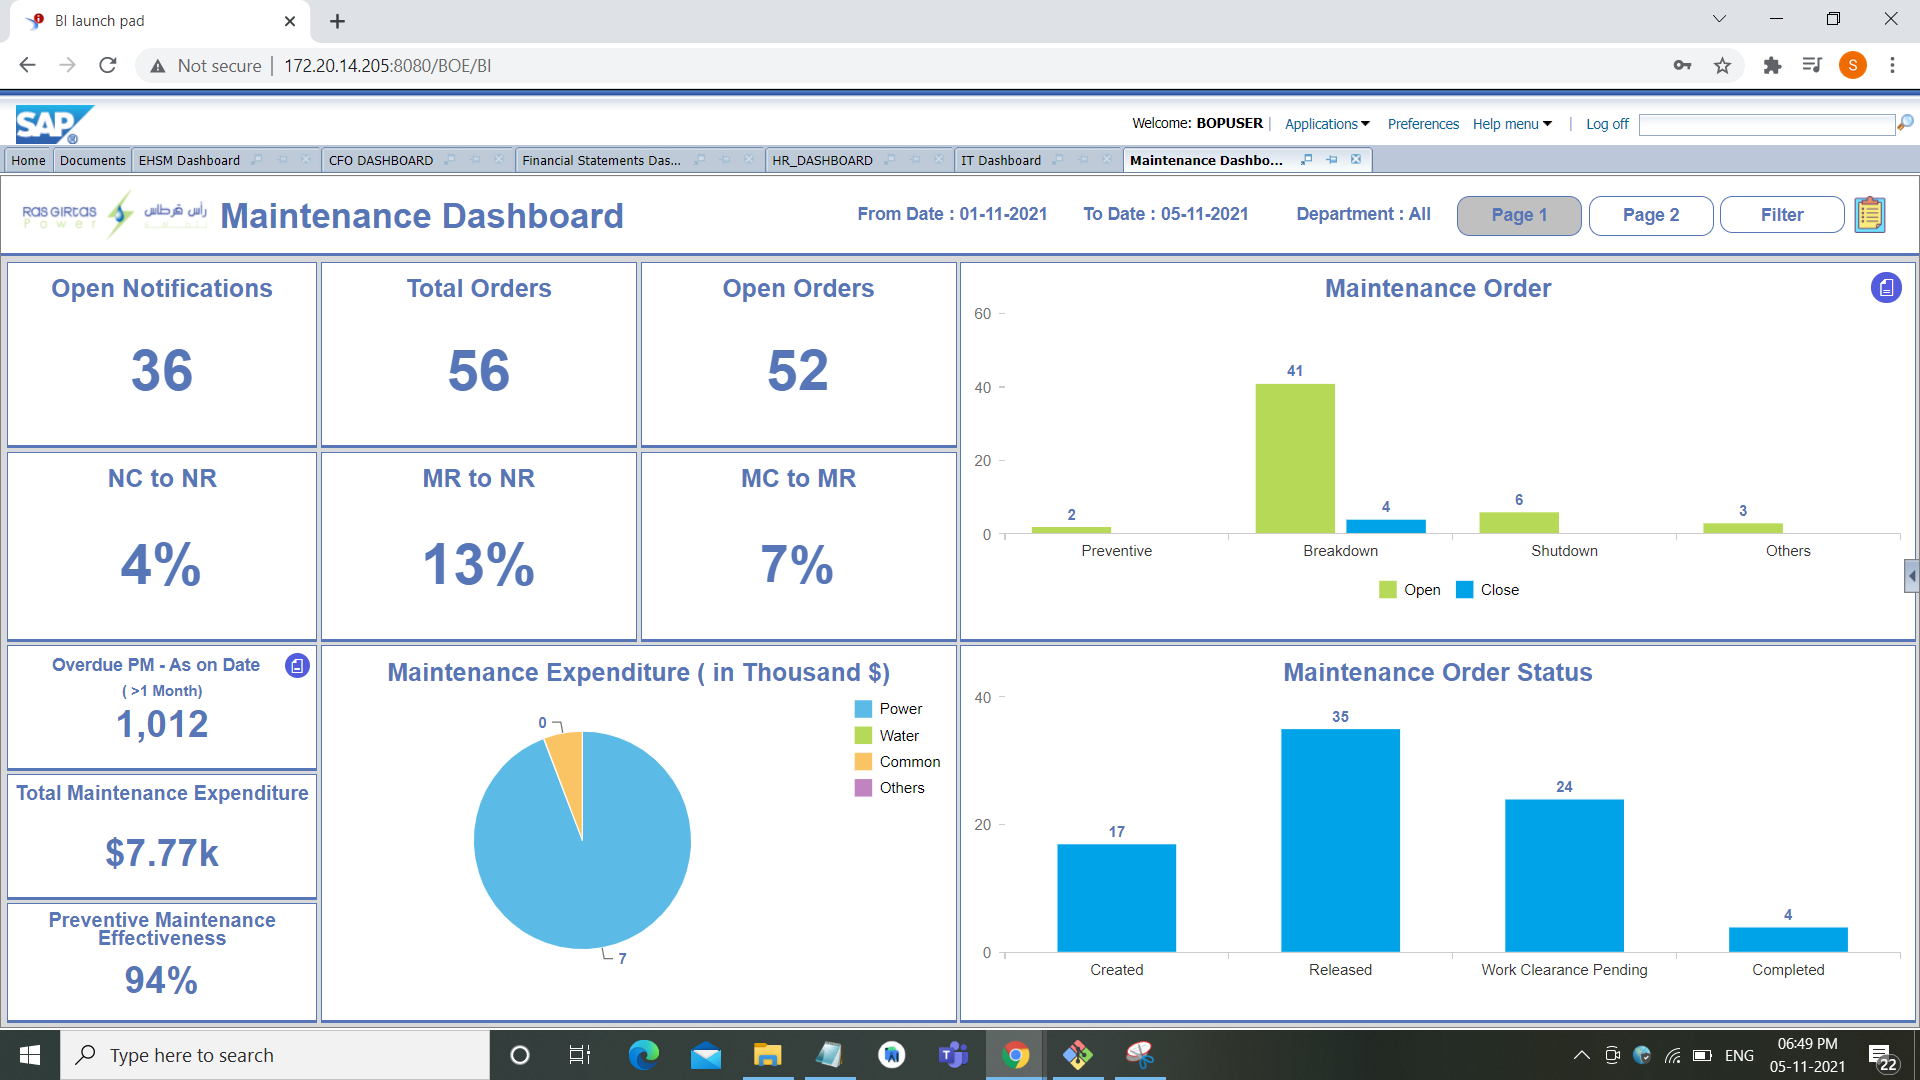 BI launch pad
Not secure | 172.20.14.205:8080/BOE/BI
S
SAP ®
Welcome: BOPUSER | Applications Preferences Help menu | Log off
Home Documents EHSM Dashboard CFO DASHBOARD Financial Statements Das... HR_DASHBOARD IT Dashboard Maintenance Dashbo...
RAS GIRTAS رأس قرطاس
Power
Maintenance Dashboard
From Date : 01-11-2021 To Date : 05-11-2021 Department : All Page 1 Page 2 Filter
Open Notifications
36
Total Orders
56
Open Orders
52
NC to NR
4%
MR to NR
13%
MC to MR
7%
Maintenance Order
60
40
20
0
2
41
4
6
3
Preventive Breakdown Shutdown Others
Open Close
Overdue PM - As on Date
( >1 Month)
1,012
Total Maintenance Expenditure
$7.77k
Preventive Maintenance
Effectiveness
94%
Maintenance Expenditure ( in Thousand $)
Power
Water
Common
Others
0
7
Maintenance Order Status
40
20
0
17
35
24
4
Created Released Work Clearance Pending Completed
Type here to search
ENG
06:49 PM
05-11-2021
22